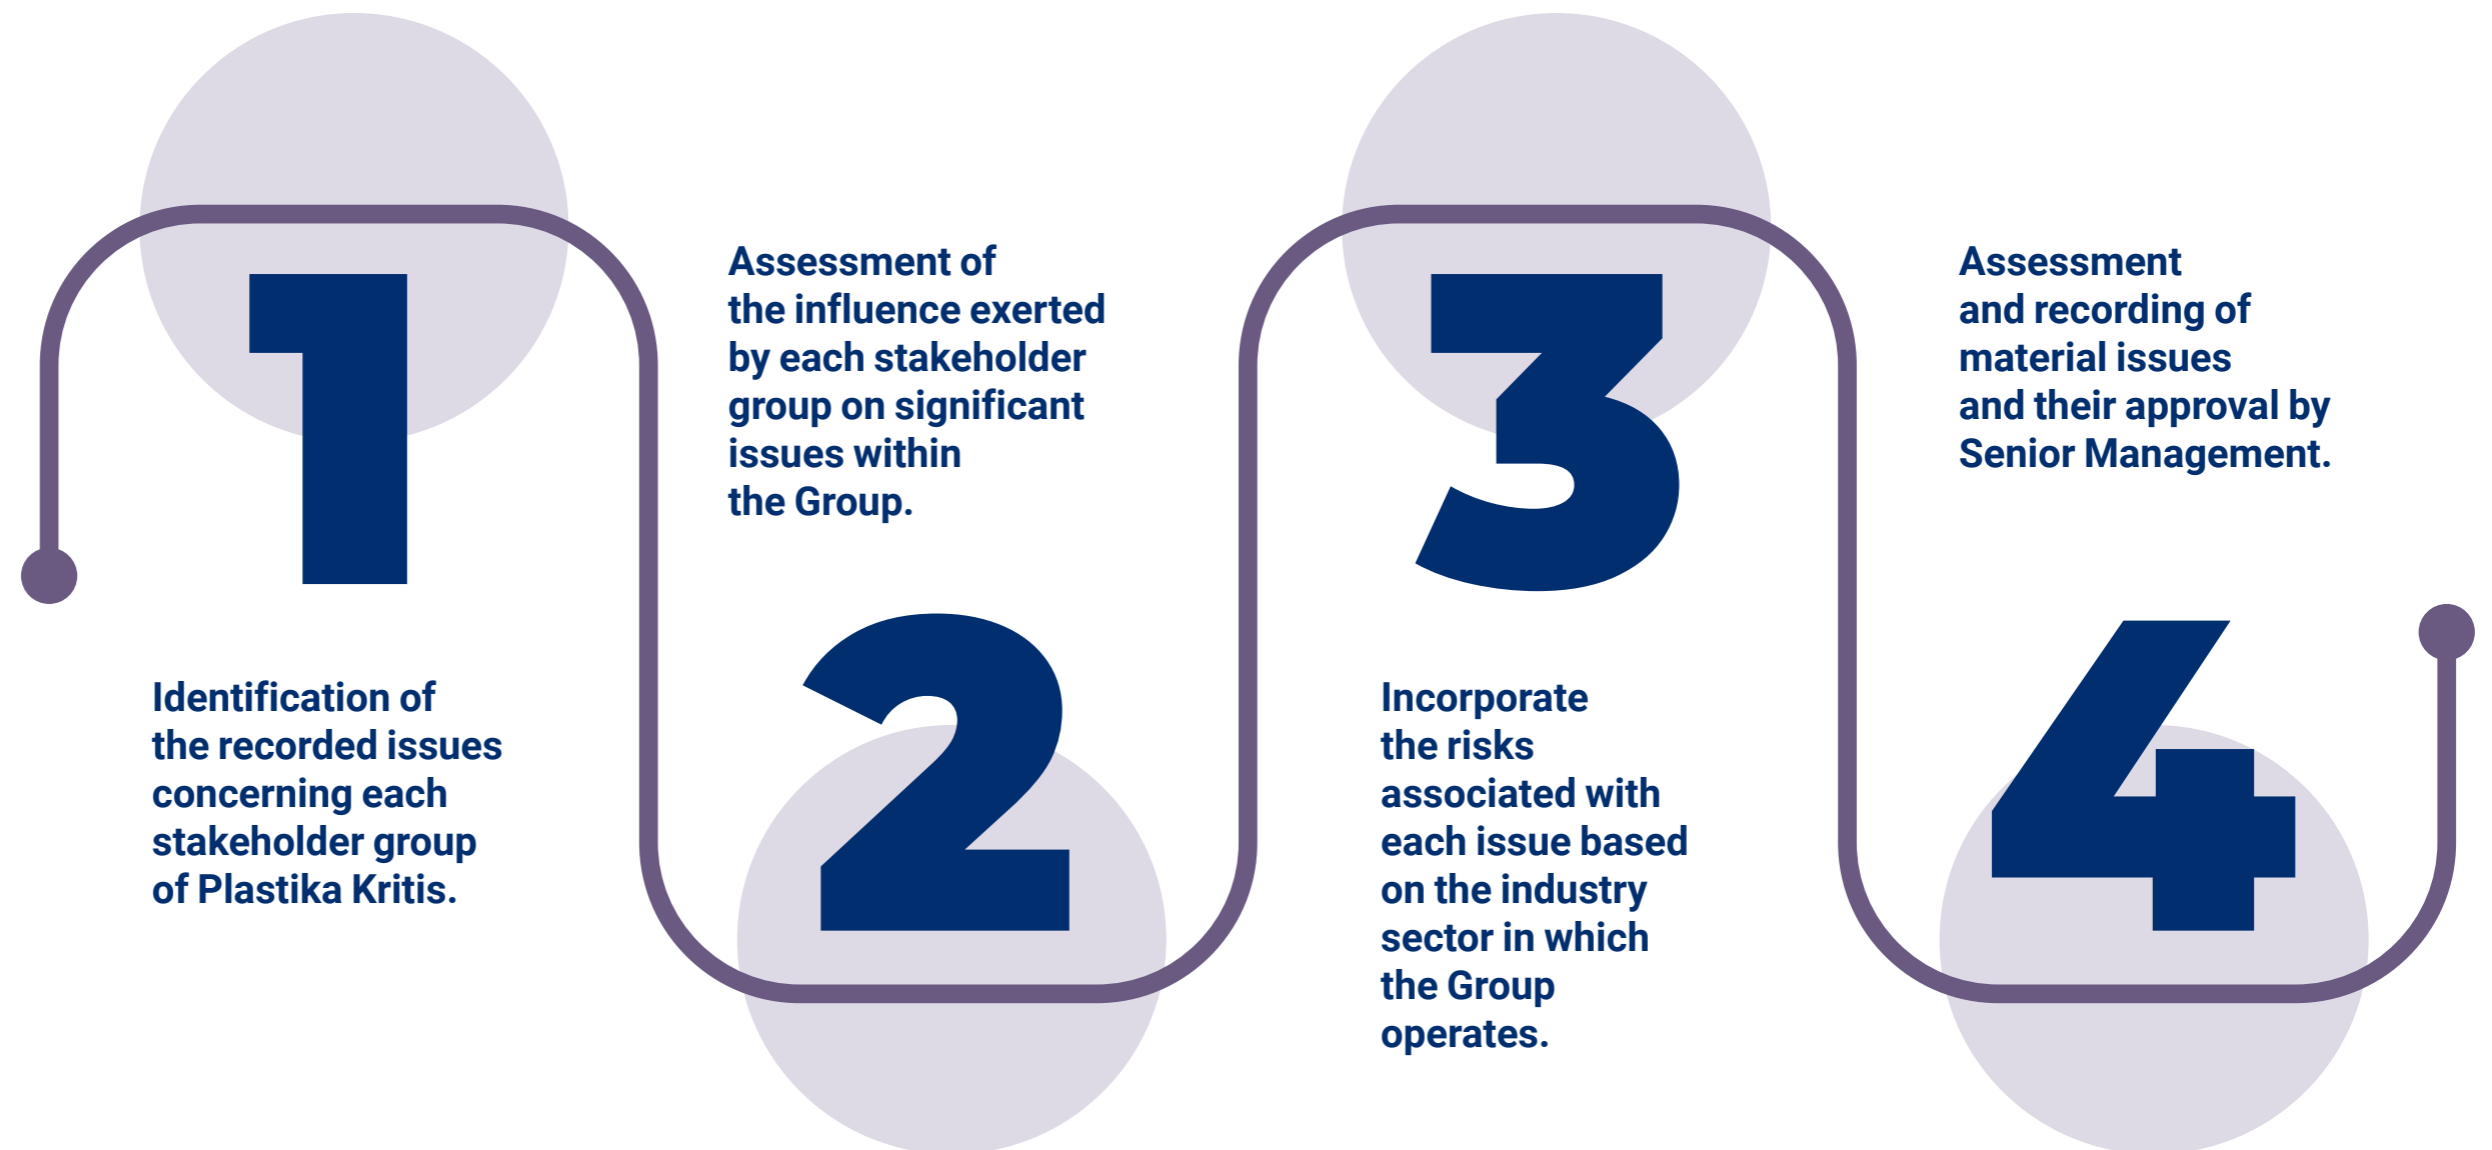 1
Identification of
the recorded issues
concerning each
stakeholder group
of Plastika Kritis.
Assessment of
the influence exerted
by each stakeholder
group on significant
issues within
the Group.
2
3
Incorporate
the risks
associated with
each issue based
on the industry
sector in which
the Group
operates.
Assessment
and recording of
material issues
and their approval by
Senior Management.
4